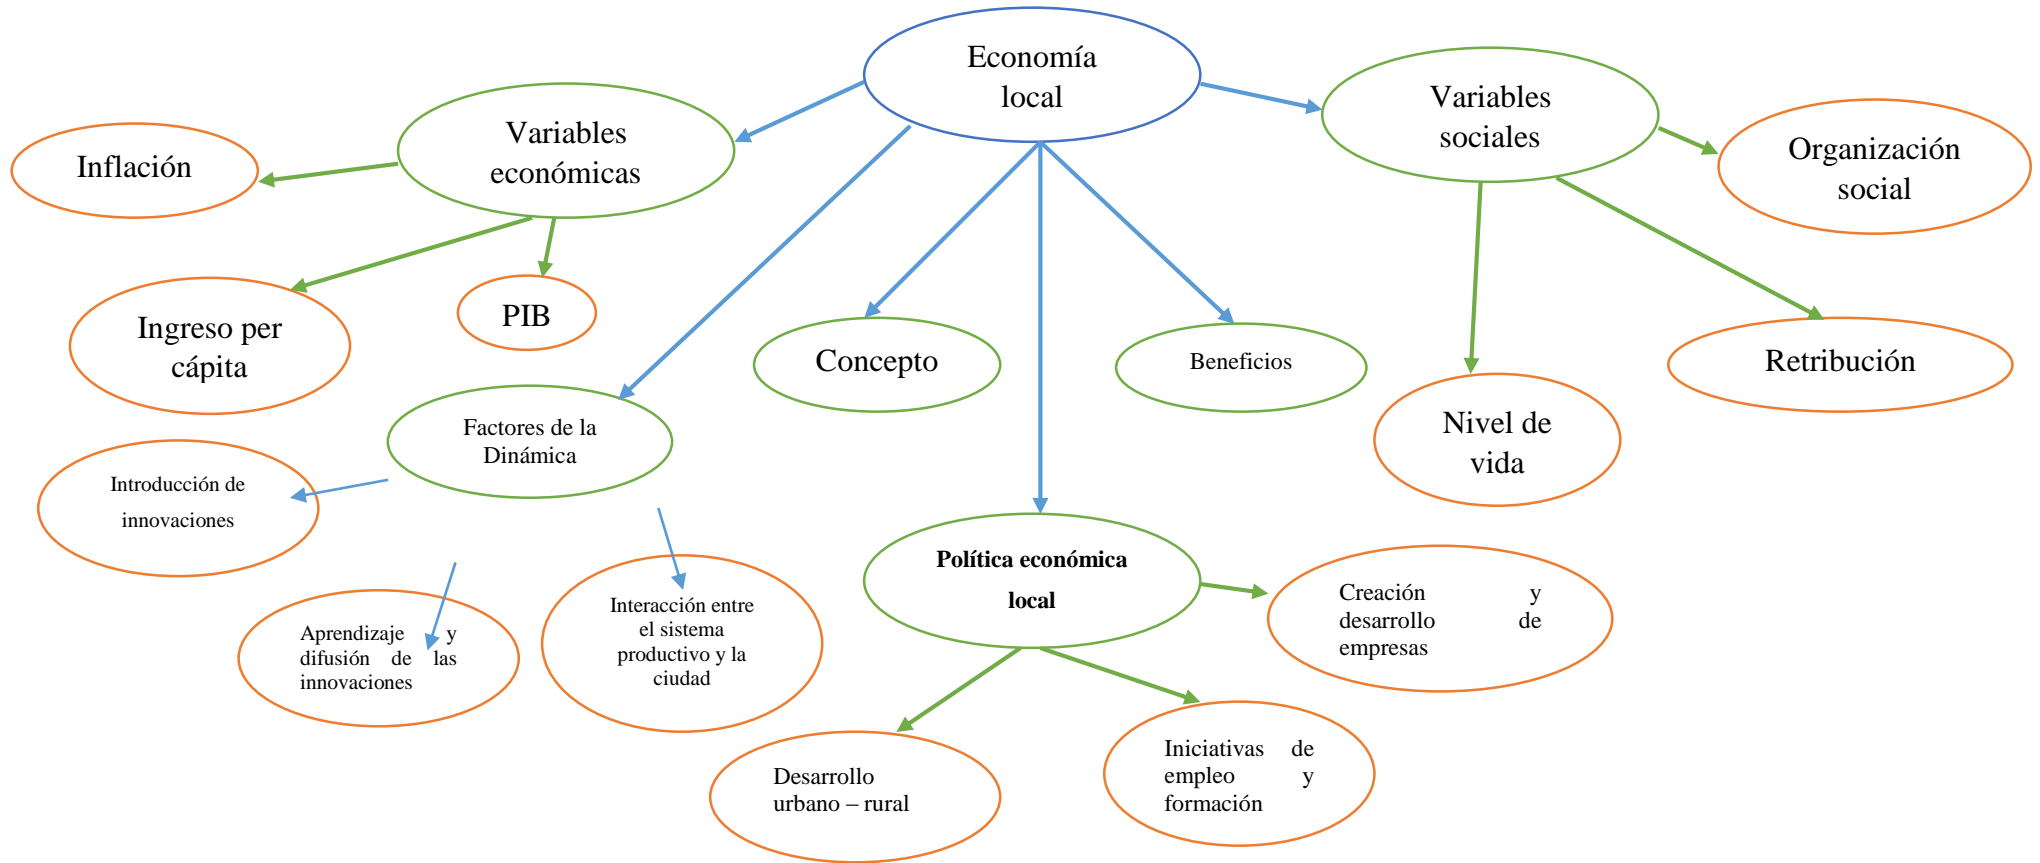 Economía
local
Variables
económicas
Variables
sociales
Inflación
Organización
social
Ingreso per
cápita
PIB
Concepto
Beneficios
Retribución
Nivel de
vida
Factores de la
Dinámica
Introducción de
innovaciones
Aprendizaje y
difusión de las
innovaciones
Interacción entre
el sistema
productivo y la
ciudad
Política económica
local
Creación y
desarrollo de
empresas
Desarrollo
urbano – rural
Iniciativas de
empleo y
formación